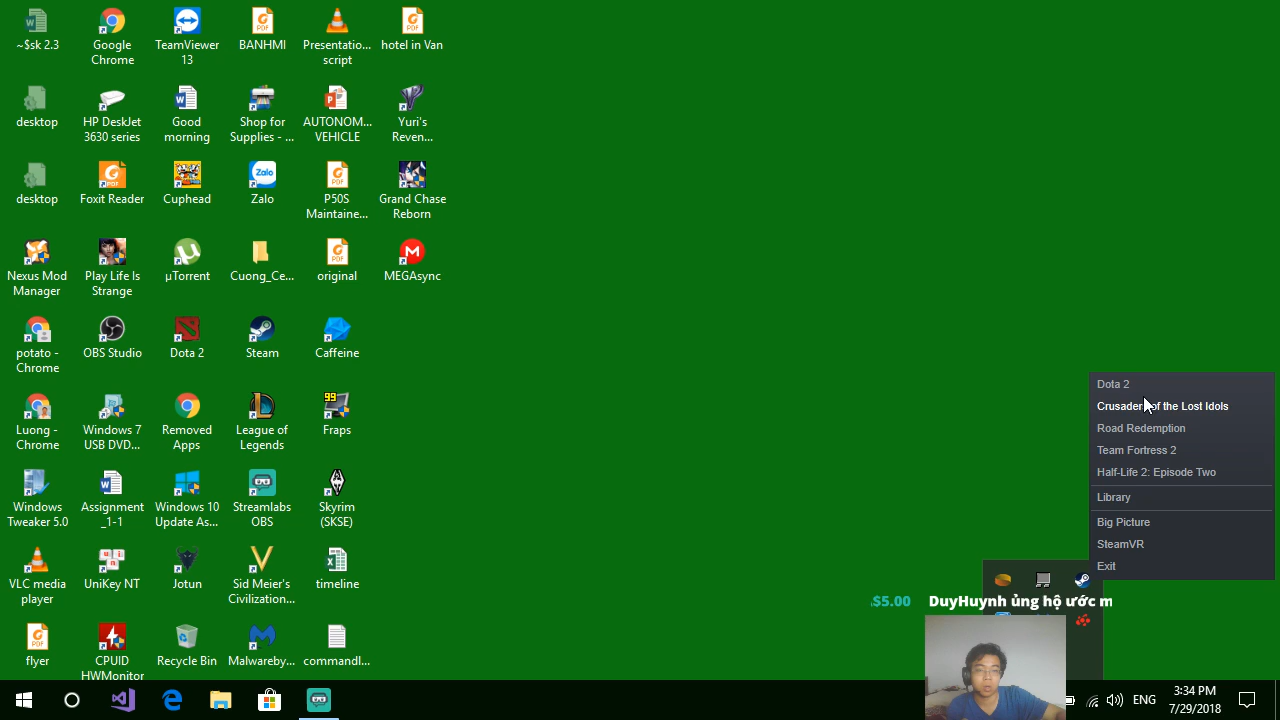 ~$sk 2.3
Google
Chrome
TeamViewer
13
BANHMI
Presentatio...
script
hotel in Van
desktop
HP DeskJet
3630 series
Good
morning
Shop for
Supplies - ...
AUTONOM...
VEHICLE
Yuri's
Reven...
desktop
Foxit Reader
Cuphead
Zalo
Zalo
P50S
Maintaine...
Grand Chase
Reborn
Nexus Mod
Manager
Play Life Is
Strange
µTorrent
Cuong_Ce...
original
MEGAsync
potato -
Chrome
OBS Studio
Dota 2
Steam
Caffeine
Luong -
Chrome
Windows 7
USB DVD...
Removed
Apps
League of
Legends
99
Fraps
Windows
Tweaker 5.0
Assignment
_1-1
Windows 10
Update As...
Streamlabs
OBS
Skyrim
(SKSE)
VLC media
player
UniKey NT
Jotun
Sid Meier's
Civilization...
timeline
flyer
CPUID
HWMonitor
Recycle Bin
Malwareby...
commandl...
Dota 2
Crusaders of the Lost Idols
Road Redemption
Team Fortress 2
Half-Life 2: Episode Two
Library
Big Picture
SteamVR
Exit
$5.00 DuyHuynh ủng hộ ước m
ENG
3:34 PM
7/29/2018